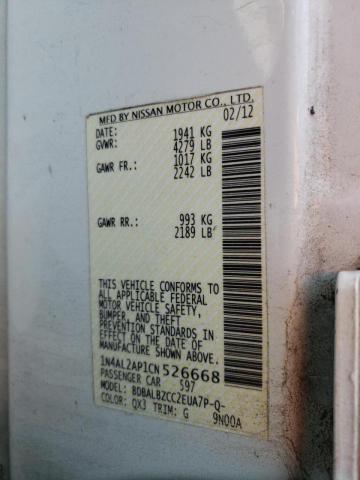 MFD BY NISSAN MOTOR CO., LTD.
DATE: 02/12
GVWR: 1941 KG
4279 LB
GAWR FR: 1017 KG
2242 LB
GAWR RR: 993 KG
2189 LB
THIS VEHICLE CONFORMS TO
ALL APPLICABLE FEDERAL
MOTOR VEHICLE SAFETY,
BUMPER, AND THEFT
PREVENTION STANDARDS
IN EFFECT ON THE DATE OF
MANUFACTURE SHOWN ABOVE.
1N4AL2AP1CN526668
PASSENGER CAR 597
MODEL: BDBALBZCC2EUA7P-Q-
COLOR: QX3 TRIM: G 9N00A